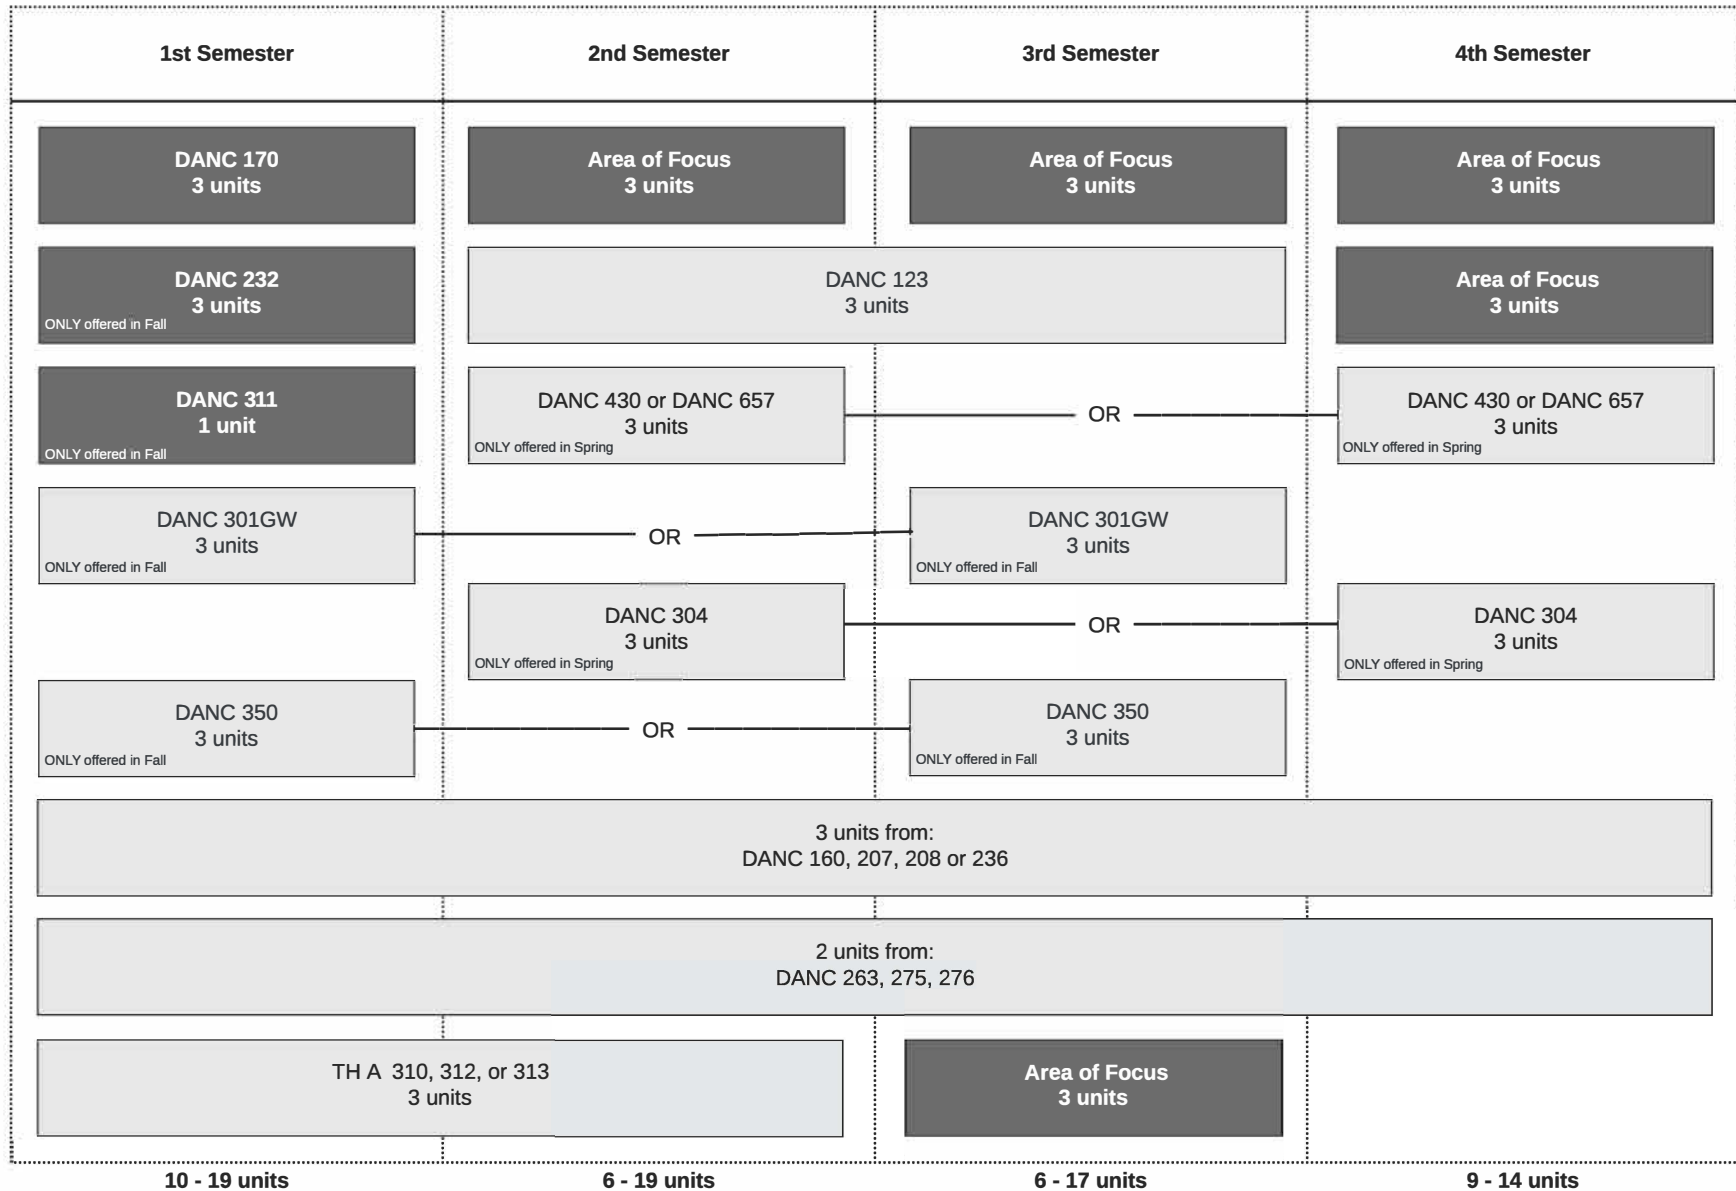 1st Semester
2nd Semester
3rd Semester
4th Semester
DANC 170
3 units
Area of Focus
3 units
Area of Focus
3 units
Area of Focus
3 units
DANC 232
3 units
ONLY offered in Fall
DANC 123
3 units
Area of Focus
3 units
DANC 311
1 unit
ONLY offered in Fall
DANC 430 or DANC 657
3 units
ONLY offered in Spring
OR
DANC 430 or DANC 657
3 units
ONLY offered in Spring
DANC 301GW
3 units
ONLY offered in Fall
OR
DANC 301GW
3 units
ONLY offered in Fall
DANC 304
3 units
ONLY offered in Spring
OR
DANC 304
3 units
ONLY offered in Spring
DANC 350
3 units
ONLY offered in Fall
OR
DANC 350
3 units
ONLY offered in Fall
3 units from:
DANC 160, 207, 208 or 236
2 units from:
DANC 263, 275, 276
TH A 310, 312, or 313
3 units
Area of Focus
3 units
10 - 19 units
6 - 19 units
6 - 17 units
9 - 14 units